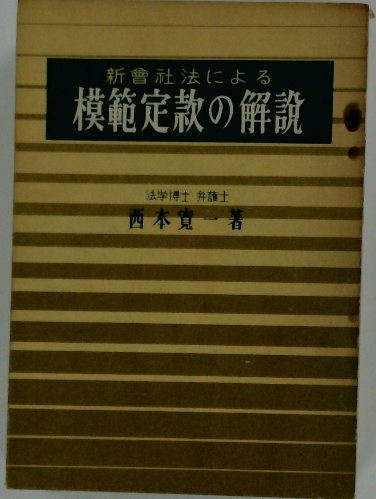 新會社法による
模範定款の解説
法学博士・弁護士
西本寛一著